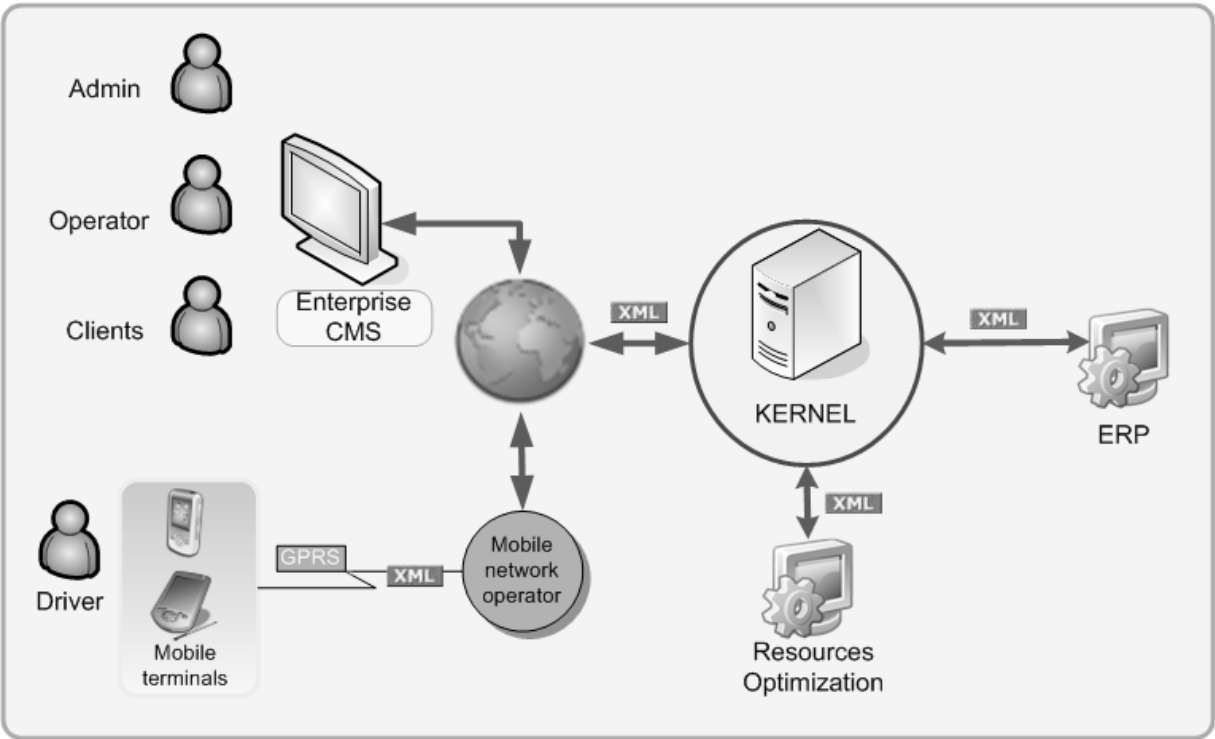 Admin
Operator
Clients
Enterprise
CMS
XML
KERNEL
XML
ERP
XML
Resources
Optimization
Driver
Mobile
terminals
GPRS
XML
Mobile
network
operator